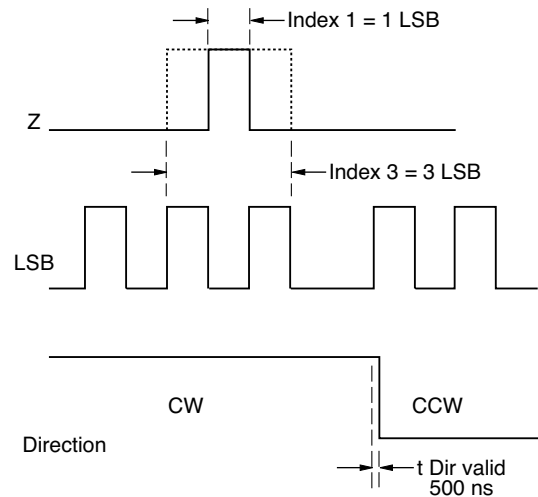 Index 1 = 1 LSB
Z
Index 3 = 3 LSB
LSB
CW
CCW
Direction
t Dir valid
500 ns